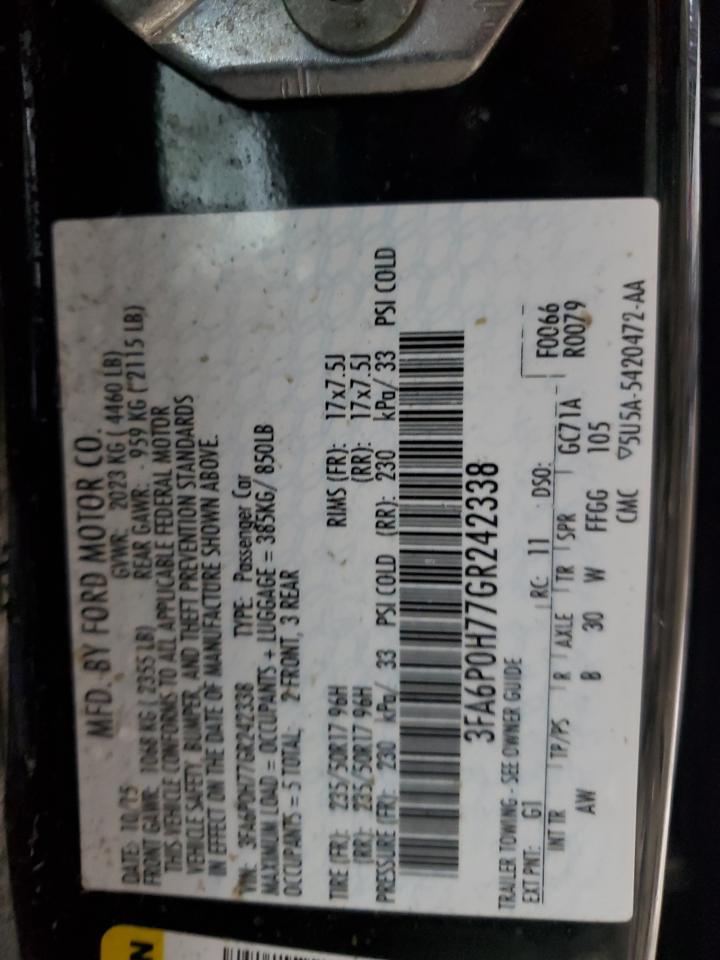 MFD. BY FORD MOTOR CO.
DATE: 10/15 GVWR: 2023 KG ( 4460 LB)
FRONT GAWR: 1068 KG ( 2355 LB) REAR GAWR: 959 KG ( 2115 LB)
THIS VEHICLE CONFORMS TO ALL APPLICABLE FEDERAL MOTOR
VEHICLE SAFETY, BUMPER, AND THEFT PREVENTION STANDARDS
IN EFFECT ON THE DATE OF MANUFACTURE SHOWN ABOVE.
VIN: 3FA6P0H77GR242338 TYPE: Passenger Car
MAXIMUM LOAD = OCCUPANTS + LUGGAGE = 385KG/ 850LB
OCCUPANTS = 5 TOTAL; 2 FRONT, 3 REAR
TIRE (FR): 235/50R17 96H RIMS (FR): 17x7.5J
(RR): 235/50R17 96H (RR): 17x7.5J
PRESSURE (FR): 230 kPa/ 33 PSI COLD (RR): 230 kPa/ 33 PSI COLD
3FA6P0H77GR242338
TRAILER TOWING - SEE OWNER GUIDE F0066
EXT PNT: G1 RC: 11 DSO: R0079
INT TR TP/PS R AXLE TR SPR GC71A
AW B 30 W FFGG 105
CMC ▽5U5A-5420472-AA